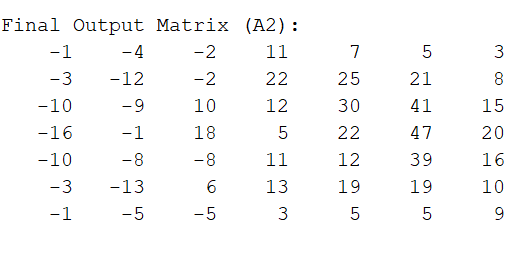 Final Output Matrix (A2):
-1 -4 -2 11 7 5 3
-3 -12 -2 22 25 21 8
-10 -9 10 12 30 41 15
-16 -1 18 5 22 47 20
-10 -8 -8 11 12 39 16
-3 -13 6 13 19 19 10
-1 -5 -5 3 5 5 9